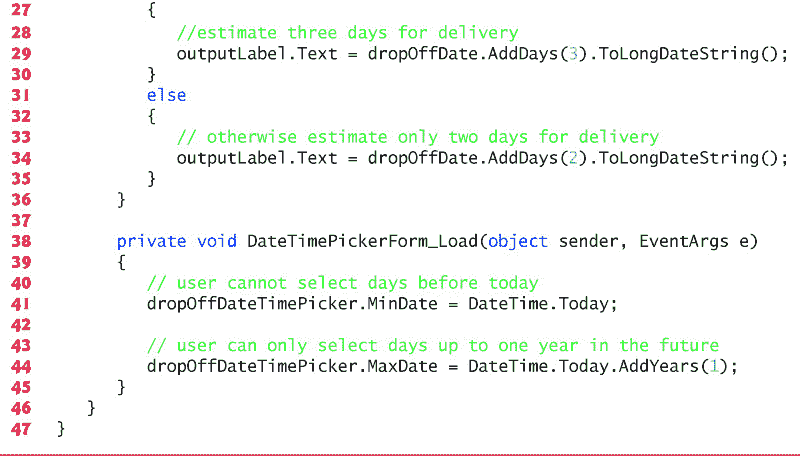 27 {
28 //estimate three days for delivery
29 outputLabel.Text = dropOffDate.AddDays(3).ToLongDateString();
30 }
31 else
32 {
33 // otherwise estimate only two days for delivery
34 outputLabel.Text = dropOffDate.AddDays(2).ToLongDateString();
35 }
36 }
37
38 private void DateTimePickerForm_Load(object sender, EventArgs e)
39 {
40 // user cannot select days before today
41 dropOffDateTimePicker.MinDate = DateTime.Today;
42
43 // user can only select days up to one year in the future
44 dropOffDateTimePicker.MaxDate = DateTime.Today.AddYears(1);
45 }
46 }
47 }